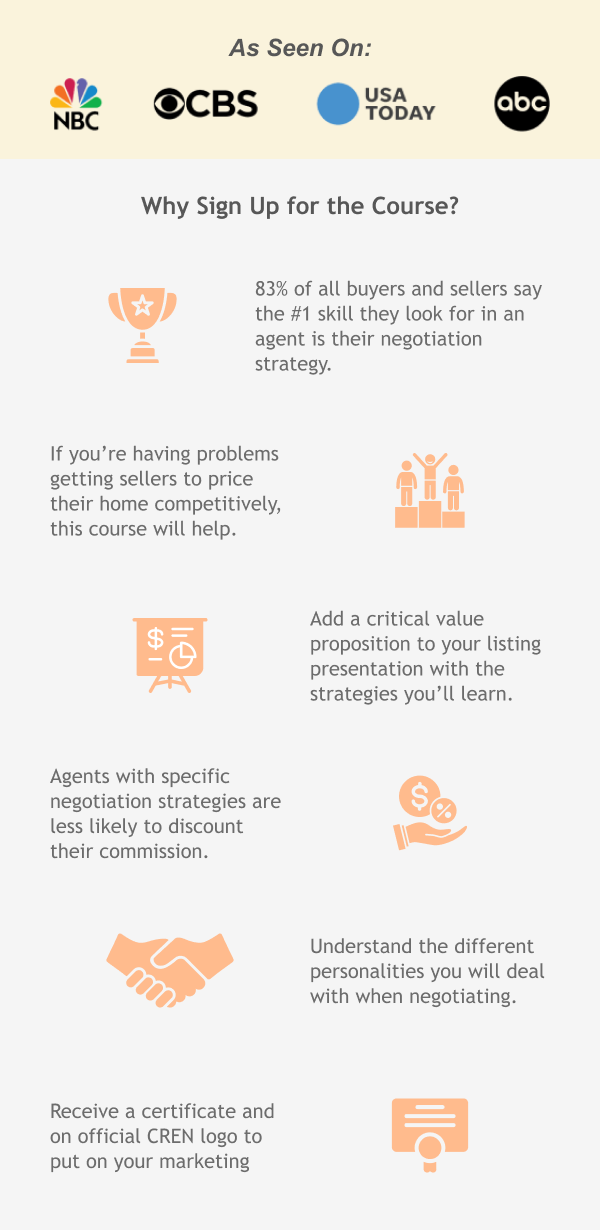 As Seen On:
NBC
CBS
USA
TODAY
abc
Why Sign Up for the Course?
83% of all buyers and sellers say
the #1 skill they look for in an
agent is their negotiation
strategy.
If you’re having problems
getting sellers to price
their home competitively,
this course will help.
$
Add a critical value
proposition to your listing
presentation with the
strategies you’ll learn.
Agents with specific
negotiation strategies are
less likely to discount
their commission.
$
%
Understand the different
personalities you will deal
with when negotiating.
Receive a certificate and
on official CREN logo to
put on your marketing